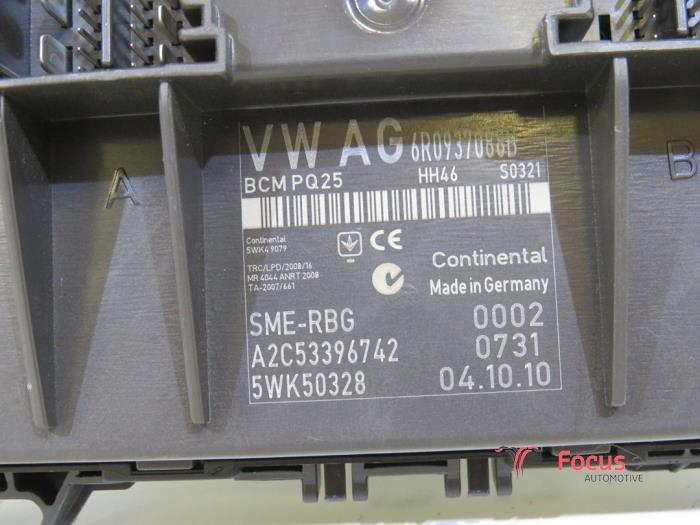 VW AG 6R0937086B
A
B
BCM PQ25 HH46 S0321
Continental
5WK49079
CE
TRC/LPD/2008/16
MR 4044 ANRT 2008
TA-2007/661
Continental
Made in Germany
SME-RBG 0002
A2C53396742 0731
5WK50328 04.10.10
Focus
AUTOMOTIVE